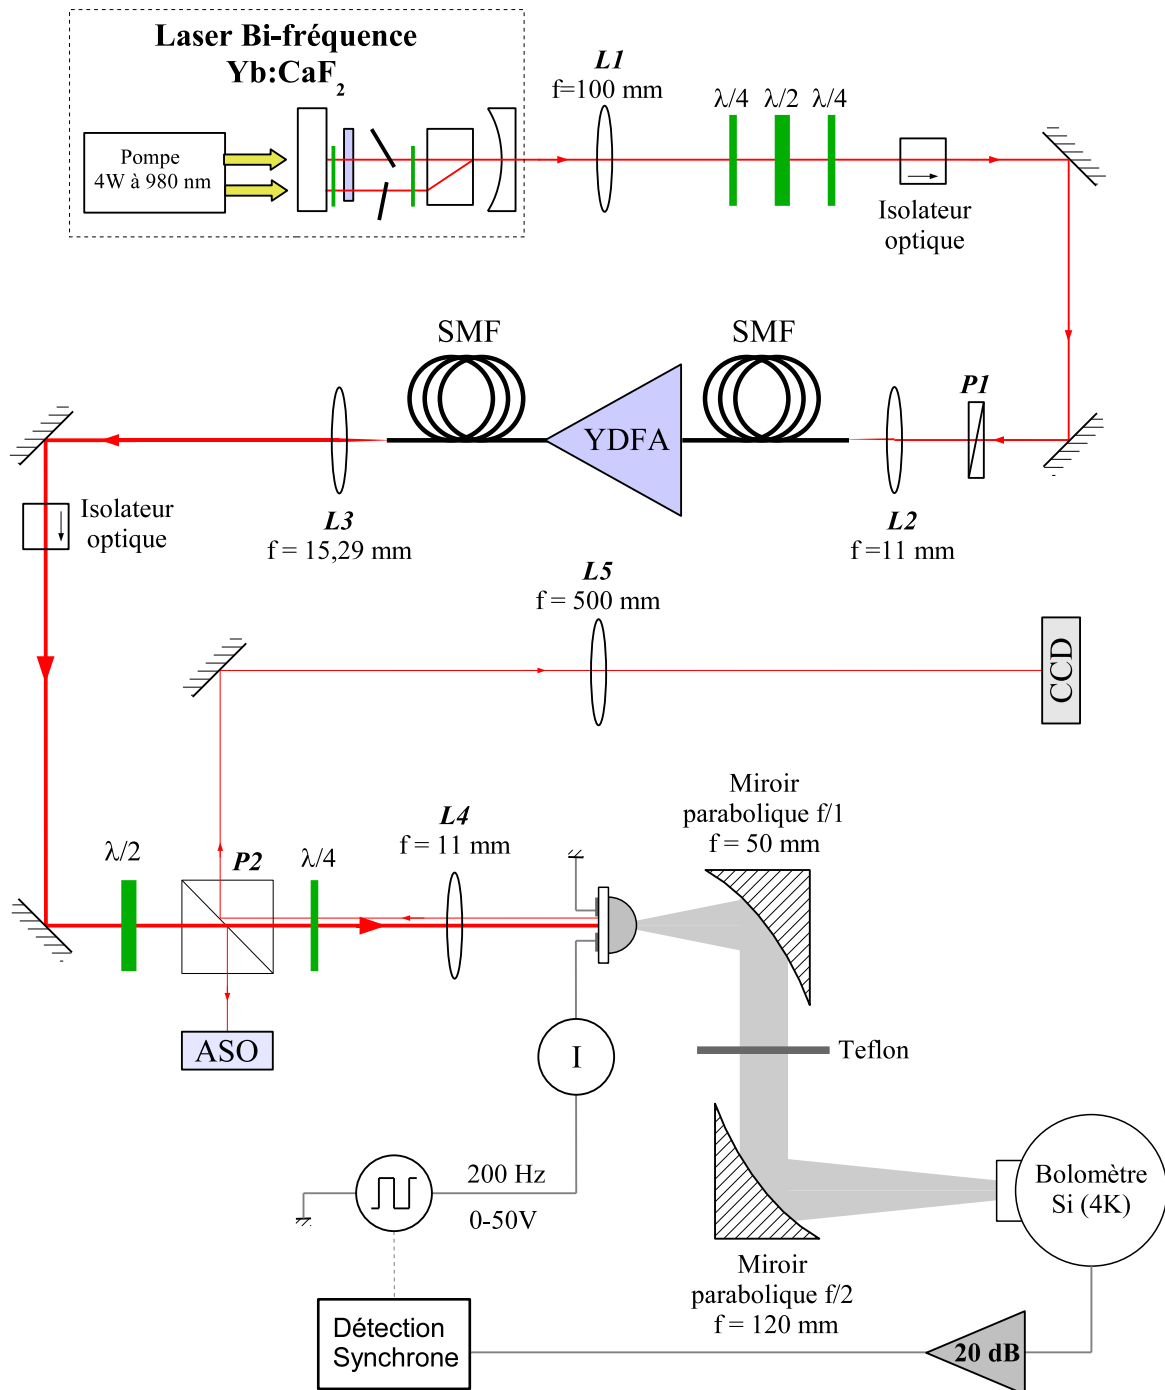 Laser Bi-fréquence
Yb:CaF2
Pompe
4W à 980 nm
L1
f=100 mm
λ/4 λ/2 λ/4
Isolateur
optique
SMF
SMF
P1
YDFA
L3
f = 15,29 mm
L2
f =11 mm
Isolateur
optique
L5
f = 500 mm
CCD
Miroir
parabolique f/1
f = 50 mm
L4
f = 11 mm
λ/2
P2
λ/4
ASO
I
Teflon
200 Hz
0-50V
Bolomètre
Si (4K)
Miroir
parabolique f/2
f = 120 mm
Détection
Synchrone
20 dB